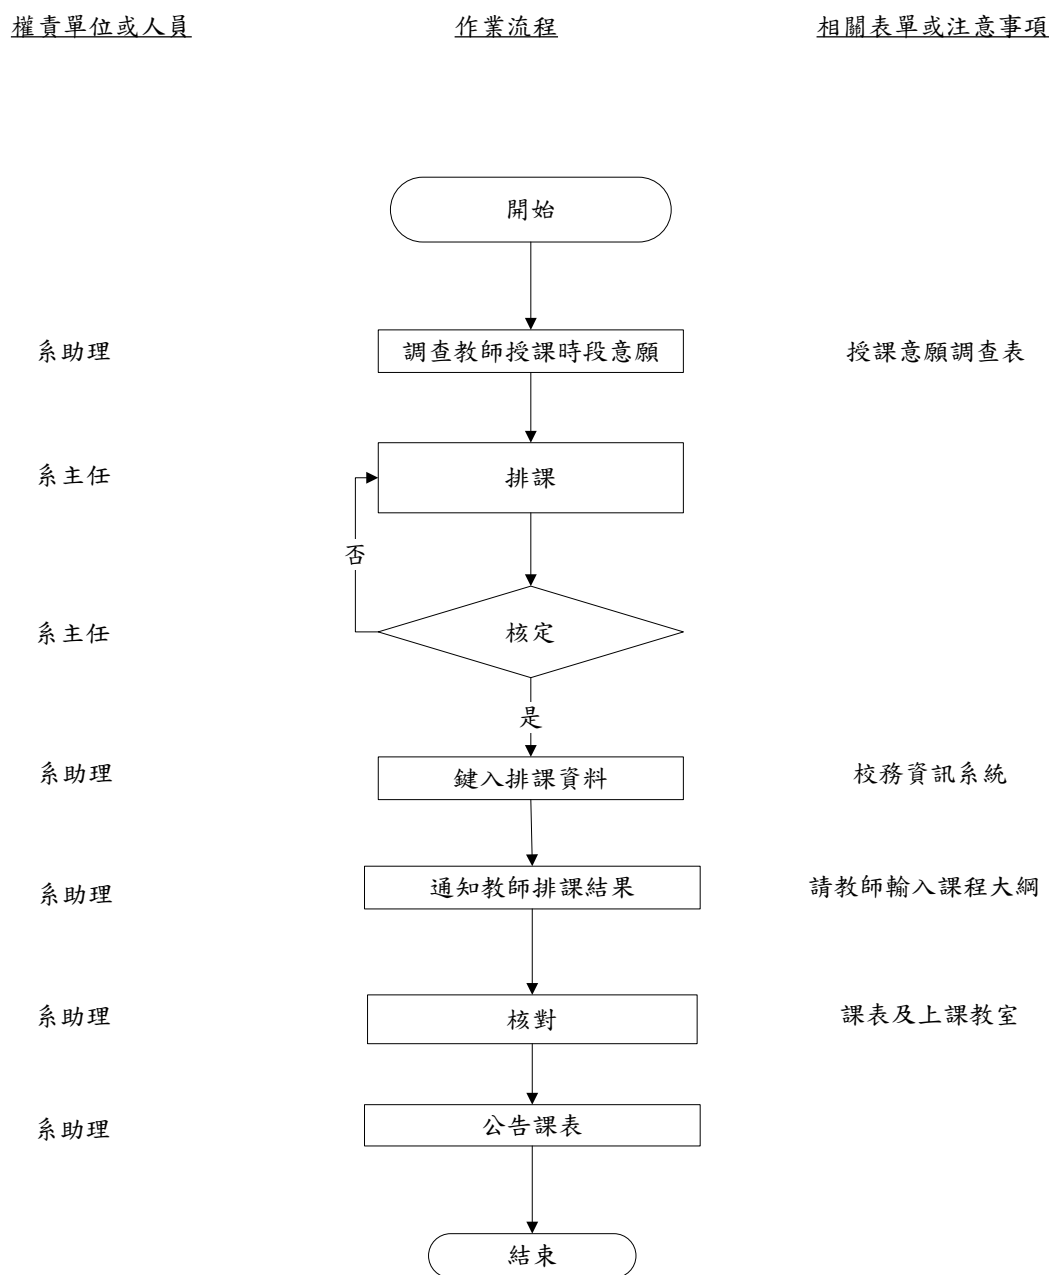 權責單位或人員 作業流程 相關表單或注意事項
開始
系助理 調查教師授課時段意願 授課意願調查表
系主任 排課
否
系主任 核定
是
系助理 鍵入排課資料 校務資訊系統
系助理 通知教師排課結果 請教師輸入課程大綱
系助理 核對 課表及上課教室
系助理 公告課表
結束